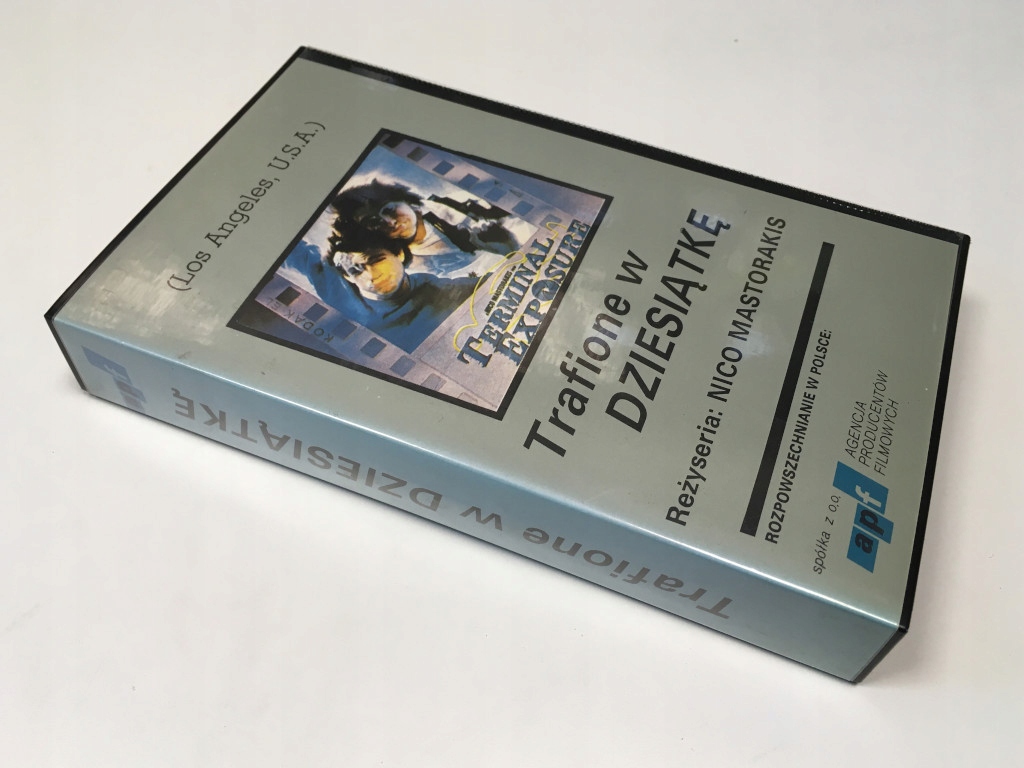 (Los Angeles, U.S.A.)
KODAK
TERMINAL
EXPOSURE
Trafione w
DZIESIĄTKĘ
Reżyseria: NICO MASTORAKIS
ROZPOWSZECHNIANIE W POLSCE:
spółka z o.o.
apf
AGENCJA
PRODUCENTÓW
FILMOWYCH
Trafione w DZIESIĄTKĘ